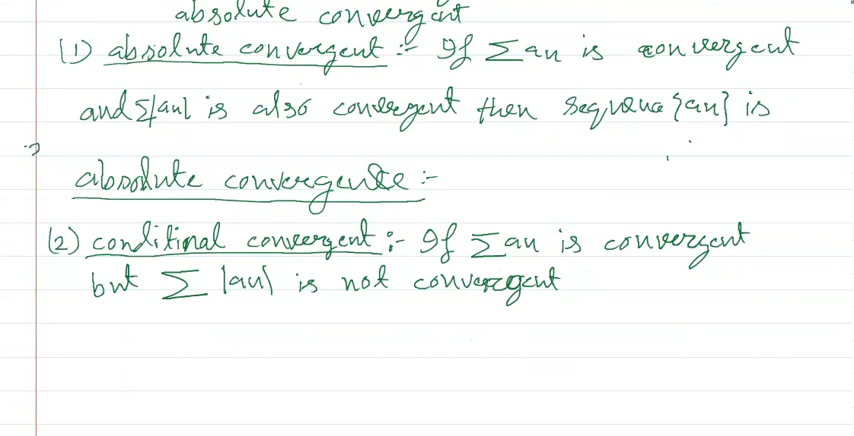 absolute convergent
(1) absolute convergent :- If Σan is convergent
and Σ|an| is also convergent then sequence {an} is
absolute convergente :-
(2) conditinal convergent :- If Σan is convergent
but Σ |an| is not convergent